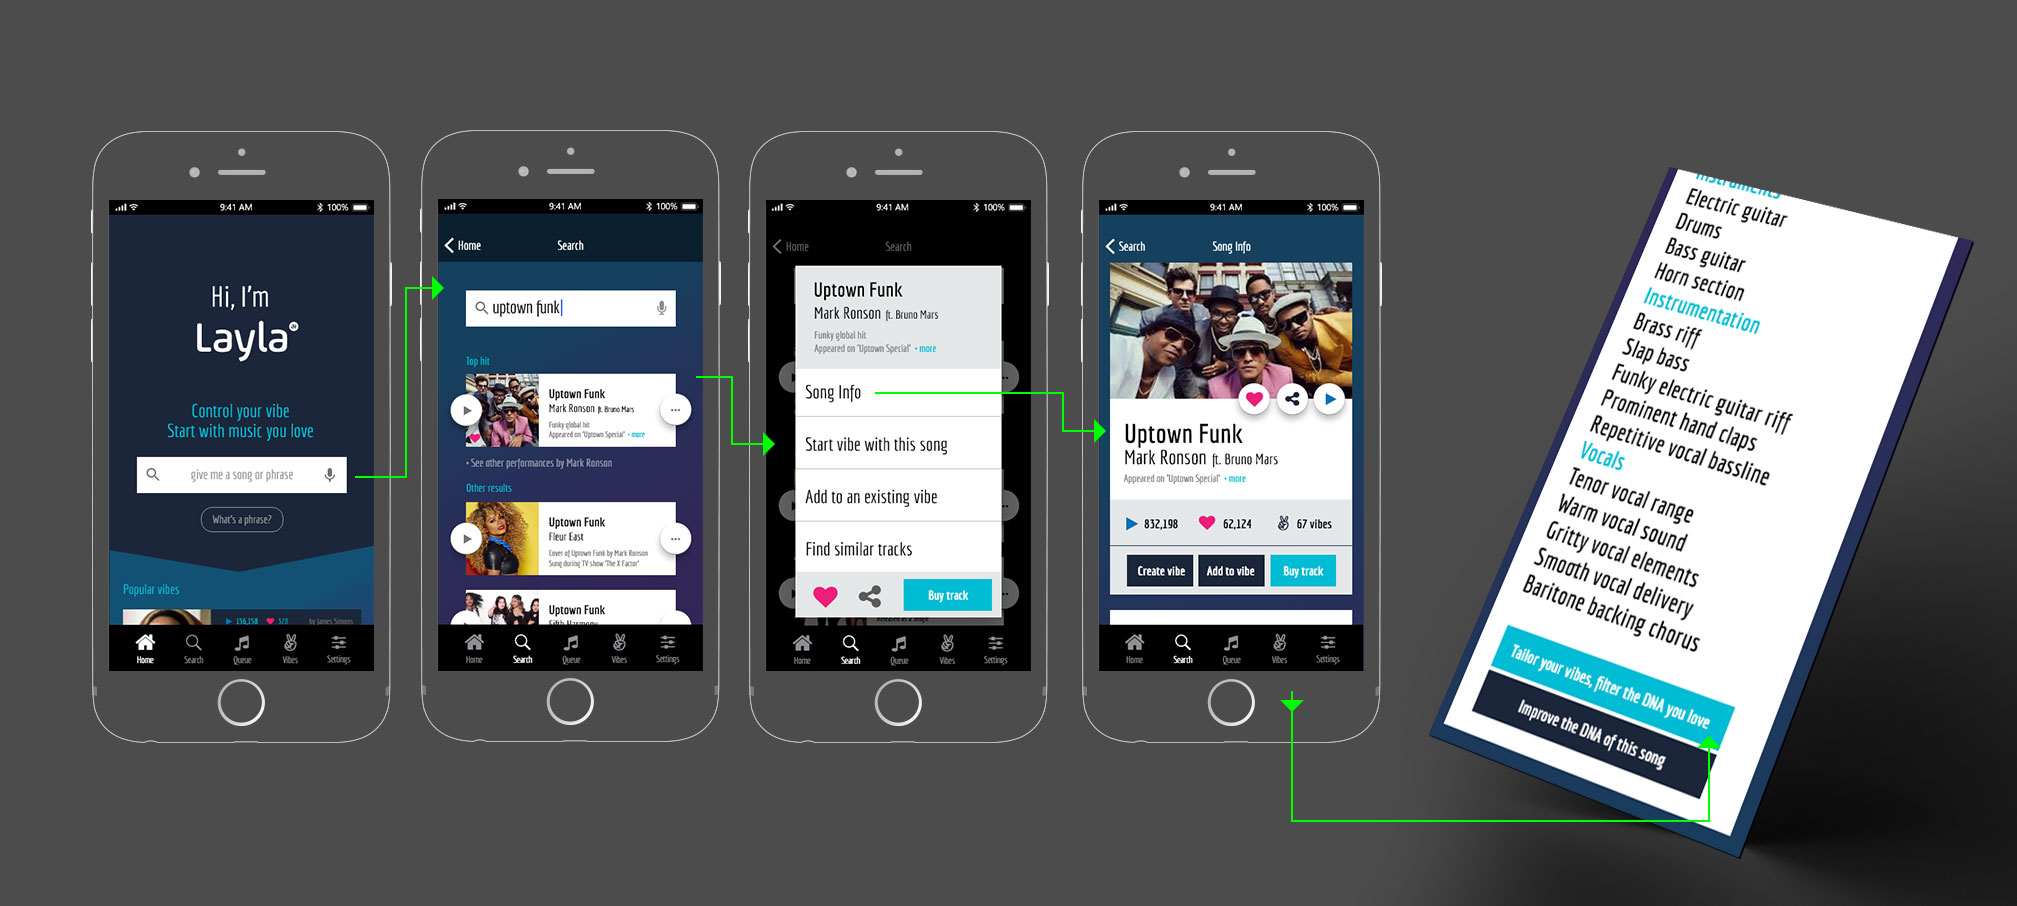 9:41 AM
100%
Hi, I'm
Layla
Control your vibe
Start with music you love
give me a song or phrase
What's a phrase?
Popular vibes
156,158 528 by James Simons
Home Search Queue Vibes Settings
9:41 AM
100%
Home
Search
uptown funk
Top hit
Uptown Funk
Mark Ronson ft. Bruno Mars
Funky global hit
Appeared on "Uptown Special" • more
• See other performances by Mark Ronson
Other results
Uptown Funk
Fleur East
Cover of Uptown Funk by Mark Ronson
Song during TV show 'The X Factor'
Uptown Funk
Fifth Harmony
Home Search Queue Vibes Settings
9:41 AM
100%
Home
Search
Uptown Funk
Mark Ronson ft. Bruno Mars
Funky global hit
Appeared on "Uptown Special" • more
Song Info
Start vibe with this song
Add to an existing vibe
Find similar tracks
Buy track
Home Search Queue Vibes Settings
9:41 AM
100%
Search
Song Info
Uptown Funk
Mark Ronson ft. Bruno Mars
Appeared on "Uptown Special" • more
832,198 62,124 67 vibes
Create vibe
Add to vibe
Buy track
Home Search Queue Vibes Settings
Instruments
Electric guitar
Drums
Bass guitar
Horn section
Instrumentation
Brass riff
Slap bass
Funky electric guitar riff
Prominent hand claps
Repetitive vocal bassline
Vocals
Tenor vocal range
Warm vocal sound
Gritty vocal elements
Smooth vocal delivery
Baritone backing chorus
Tailor your vibes, filter the DNA you love
Improve the DNA of this song